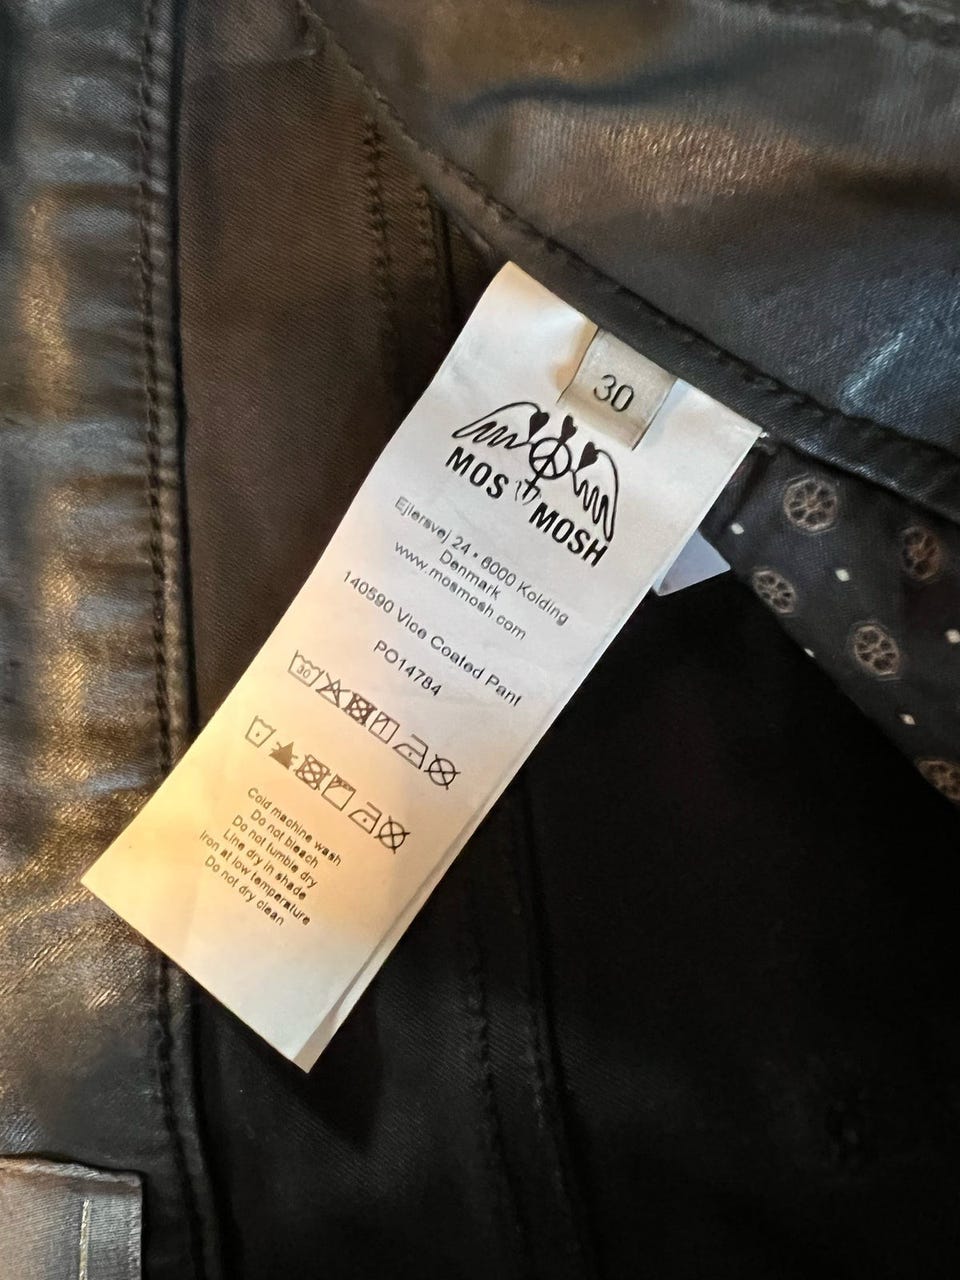 30
MOS MOSH
Ejlersvej 24 • 6000 Kolding
Denmark
www.mosmosh.com
140590 Vice Coated Pant
PO14784
30
Cold machine wash
Do not bleach
Do not tumble dry
Line dry in shade
Iron at low temperature
Do not dry clean